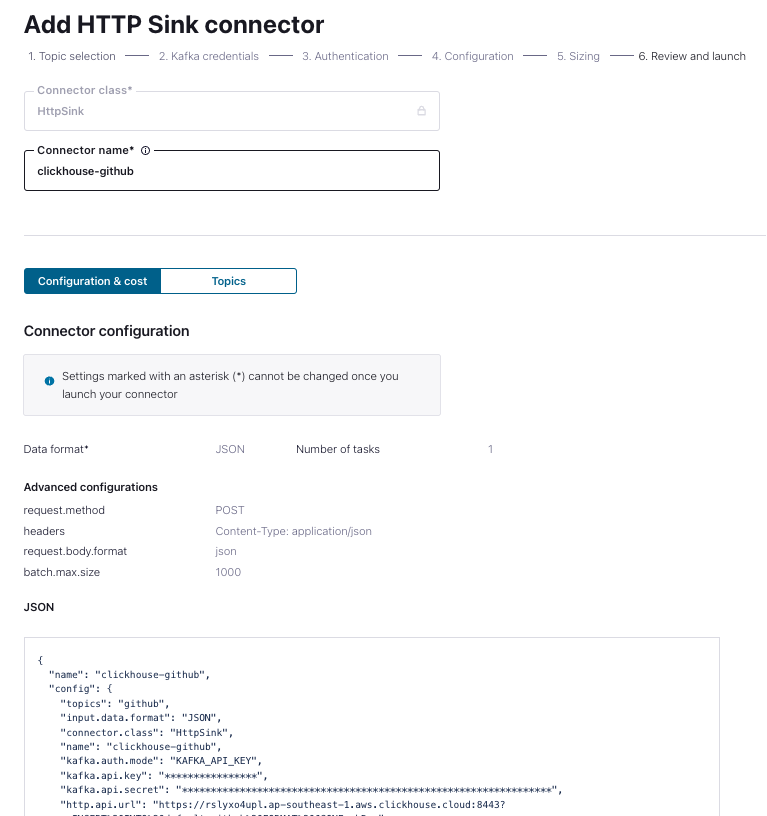 Add HTTP Sink connector
1. Topic selection 2. Kafka credentials 3. Authentication 4. Configuration 5. Sizing 6. Review and launch
Connector class*
HttpSink
Connector name*
clickhouse-github
Configuration & cost Topics
Connector configuration
Settings marked with an asterisk (*) cannot be changed once you
launch your connector
Data format* JSON Number of tasks 1
Advanced configurations
request.method POST
headers Content-Type: application/json
request.body.format json
batch.max.size 1000
JSON
{
"name": "clickhouse-github",
"config": {
"topics": "github",
"input.data.format": "JSON",
"connector.class": "HttpSink",
"name": "clickhouse-github",
"kafka.auth.mode": "KAFKA_API_KEY",
"kafka.api.key": "****************",
"kafka.api.secret": "****************************************************************",
"http.api.url": "https://rslyxo4upl.ap-southeast-1.aws.clickhouse.cloud:8443?